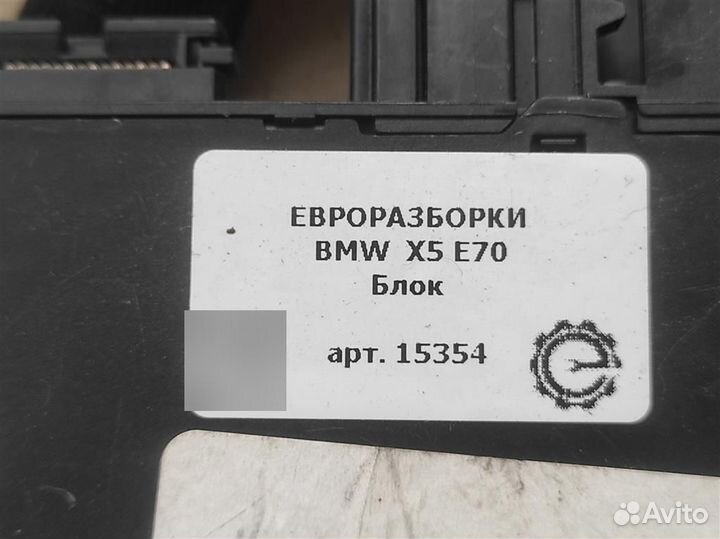 ЕВРОРАЗБОРКИ
BMW X5 E70
Блок
арт. 15354
Avito